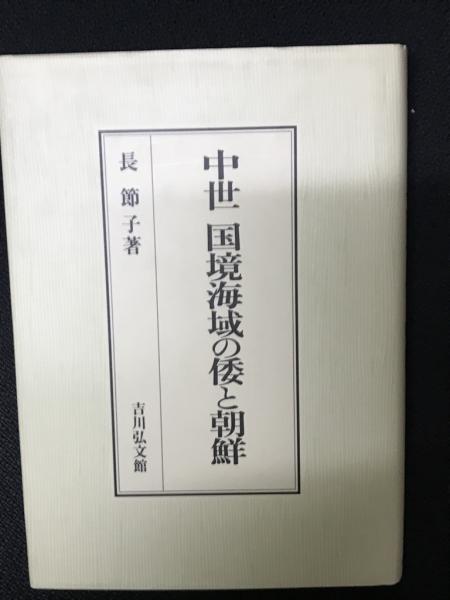 中世 国境海域の倭と朝鮮
長 節子著
吉川弘文館